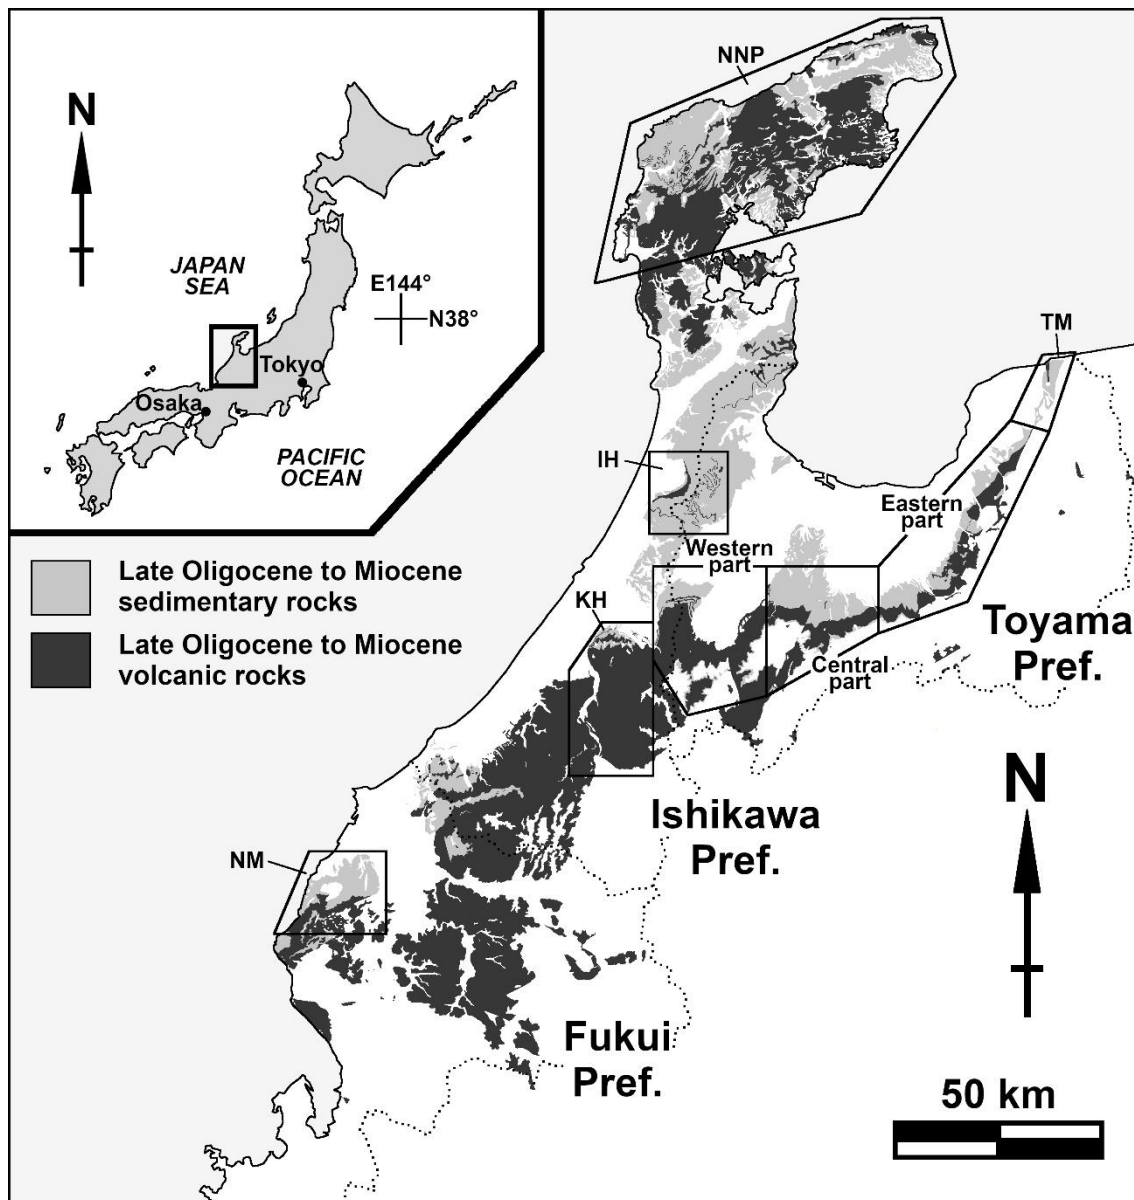 N
JAPAN
SEA
E144°
N38°
Tokyo
Osaka
PACIFIC
OCEAN
Late Oligocene to Miocene
sedimentary rocks
Late Oligocene to Miocene
volcanic rocks
NNP
TM
IH
Eastern
part
Western
part
KH
Central
part
Toyama
Pref.
Ishikawa
Pref.
N
NM
Fukui
Pref.
50 km